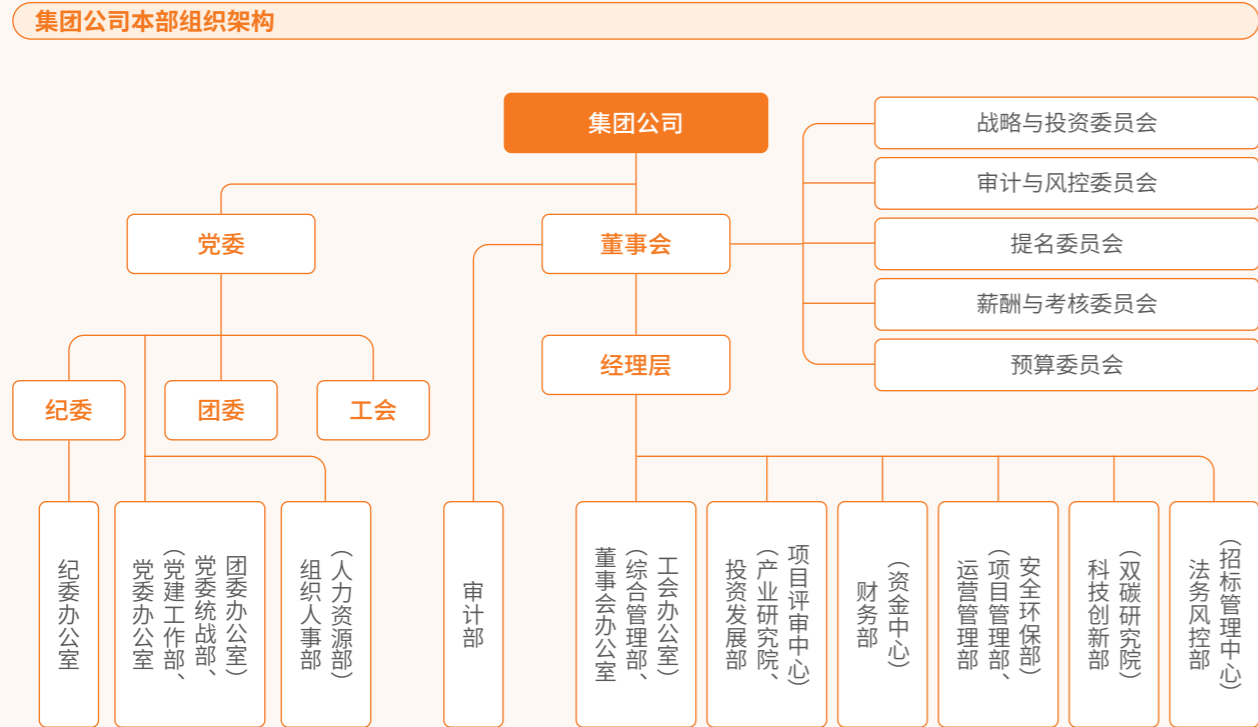 集团公司本部组织架构
集团公司
战略与投资委员会
审计与风控委员会
党委
董事会
提名委员会
薪酬与考核委员会
经理层
预算委员会
纪委
团委
工会
纪委办公室
党委办公室
（党建工作部、
党委统战部、
团委办公室）
组织人事部
（人力资源部）
审计部
董事会办公室
（综合管理部、
工会办公室）
投资发展部
（产业研究院、
项目评审中心）
财务部
（资金中心）
运营管理部
（项目管理部、
安全环保部）
科技创新部
（双碳研究院）
法务风控部
（招标管理中心）